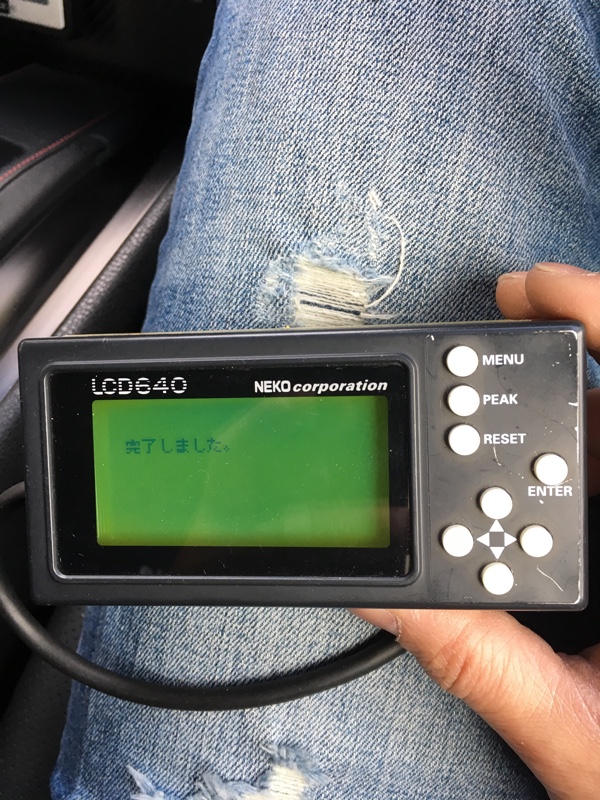 LCD640
NEKO corporation
完了しました。
MENU
PEAK
RESET
ENTER